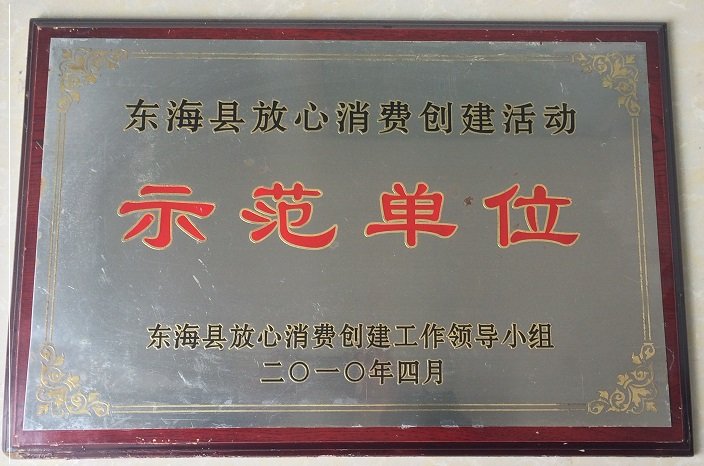 东海县放心消费创建活动
示范单位
东海县放心消费创建工作领导小组
二〇一〇年四月